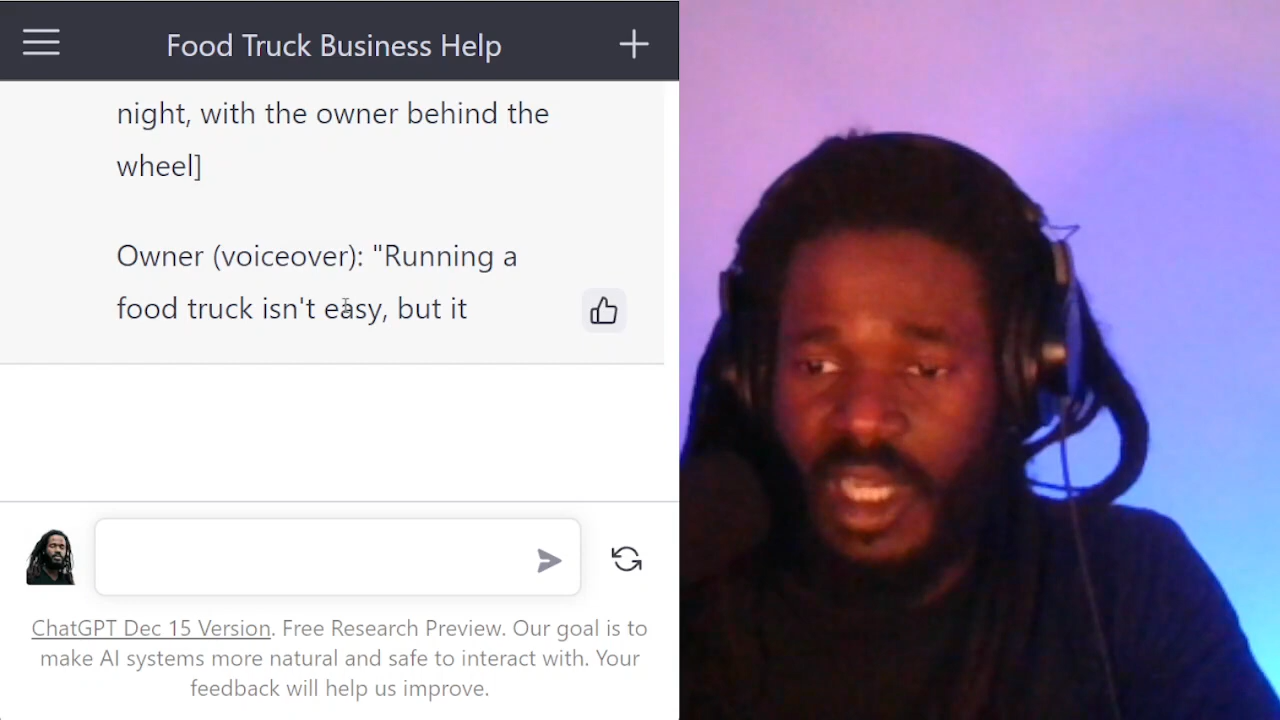 Food Truck Business Help
night, with the owner behind the
wheel]
Owner (voiceover): "Running a
food truck isn't easy, but it
ChatGPT Dec 15 Version. Free Research Preview. Our goal is to
make AI systems more natural and safe to interact with. Your
feedback will help us improve.